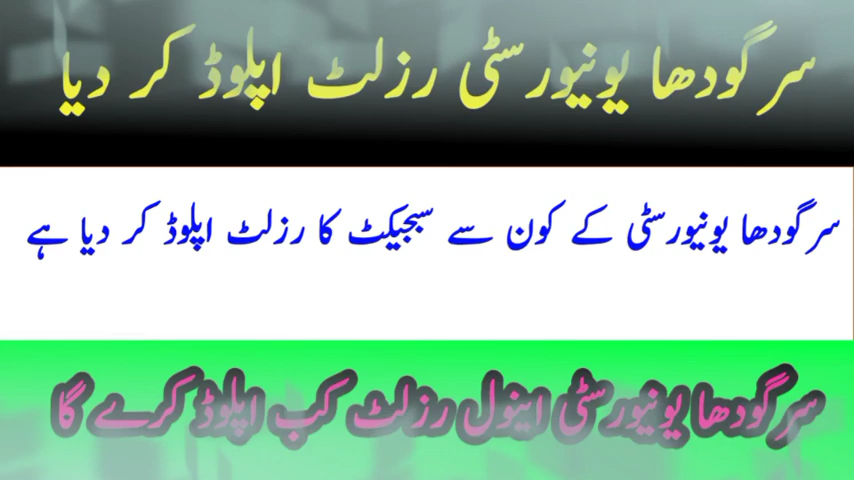 سرگودھا یونیورسٹی رزلٹ اپلوڈ کر دیا
سرگودھا یونیورسٹی کے کون سے سبجیکٹ کا رزلٹ اپلوڈ کر دیا ہے
سرگودھا یونیورسٹی اینول رزلٹ کب اپلوڈ کرے گا